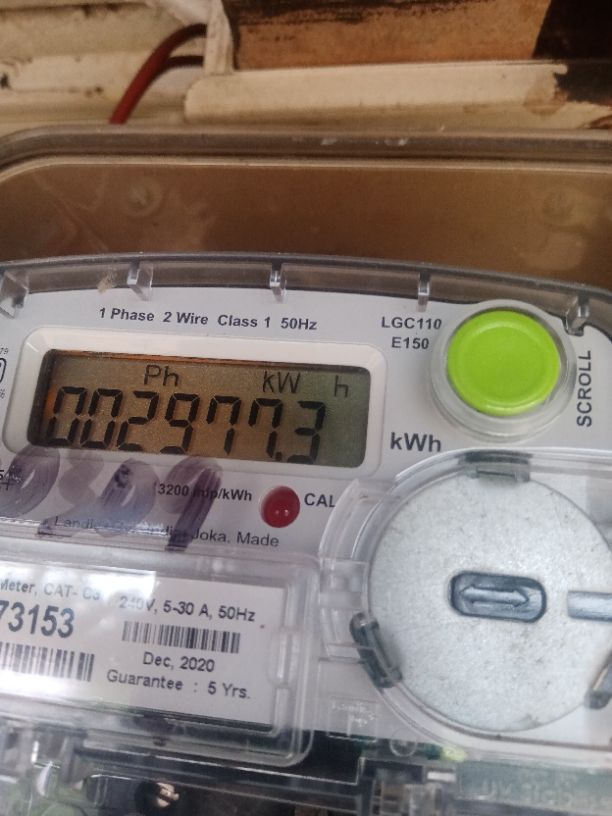 1 Phase 2 Wire Class 1 50Hz
LGC110
E150
SCROLL
Ph kW h
002977.3
kWh
3200 imp/kWh
CAL
Joka. Made
Meter, CAT- C3
240V, 5-30 A, 50Hz
73153
Dec, 2020
Guarantee : 5 Yrs.